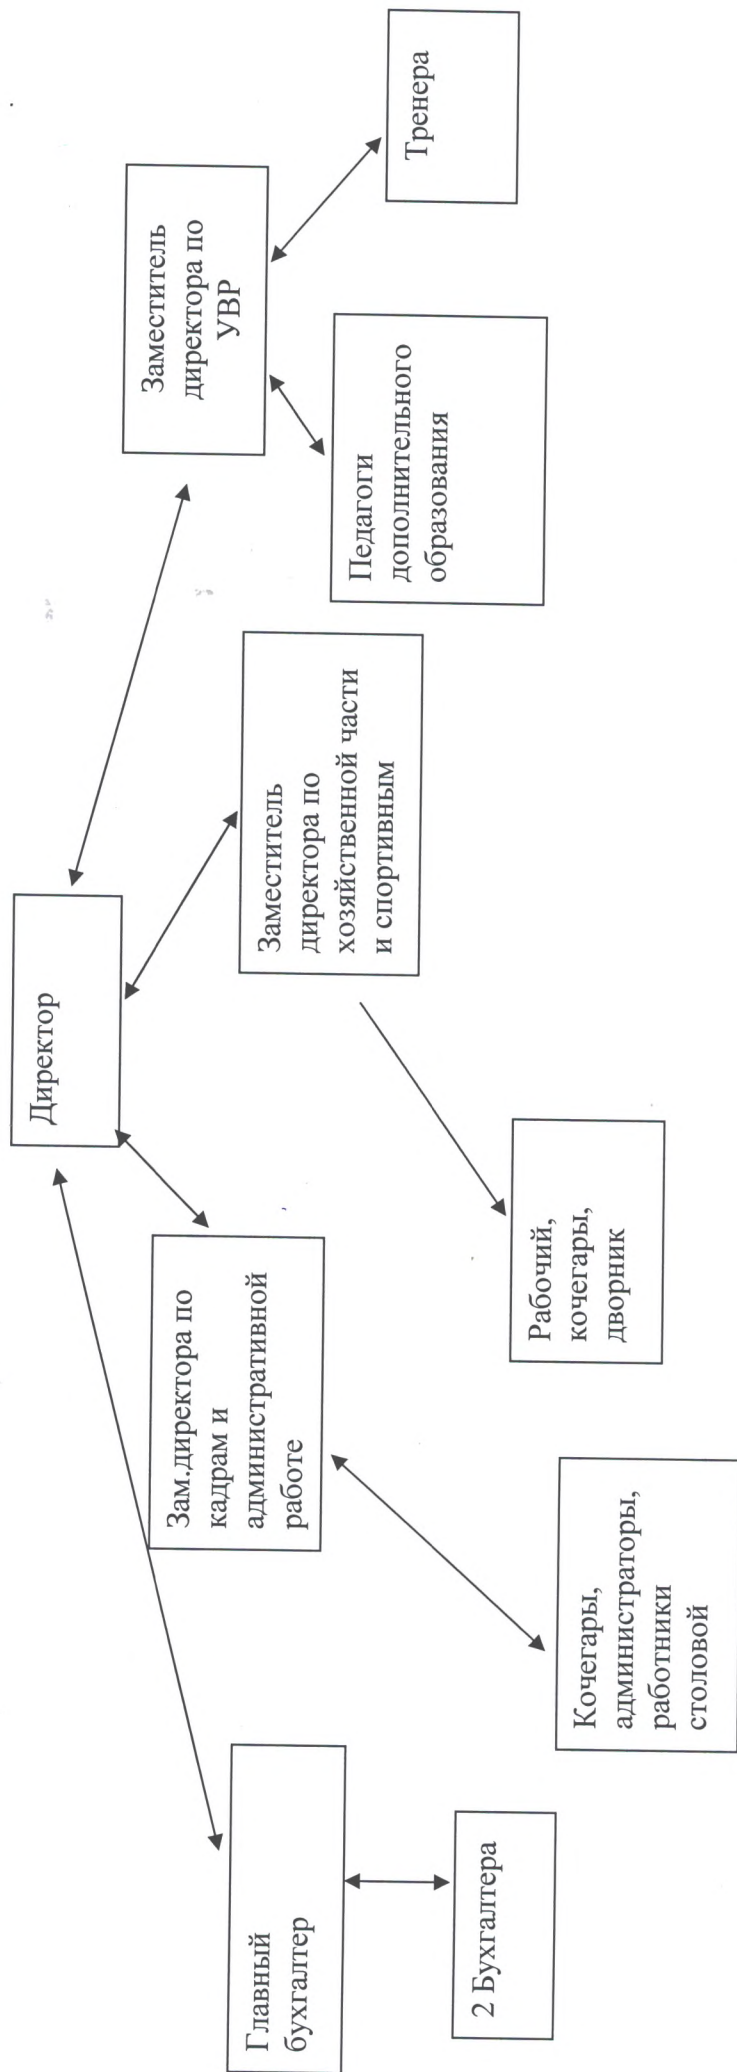 Директор
Главный
бухгалтер
Зам.директора по
кадрам и
административной
работе
Заместитель
директора по
хозяйственной части
и спортивным
Заместитель
директора по
УВР
2 Бухгалтера
Кочегары,
администраторы,
работники
столовой
Рабочий,
кочегары,
дворник
Педагоги
дополнительного
образования
Тренера